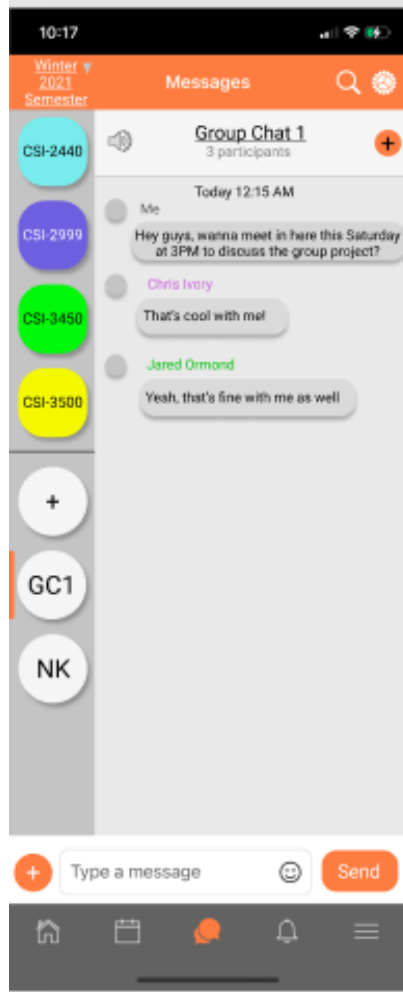 10:17
Winter
2021
Semester
Messages
CSI-2440
CSI-2999
CSI-3450
CSI-3500
+
GC1
NK
Group Chat 1
3 participants
+
Today 12:15 AM
Me
Hey guys, wanna meet in here this Saturday
at 3PM to discuss the group project?
Chris Ivory
That's cool with me!
Jared Ormond
Yeah, that's fine with me as well
+
Type a message
Send